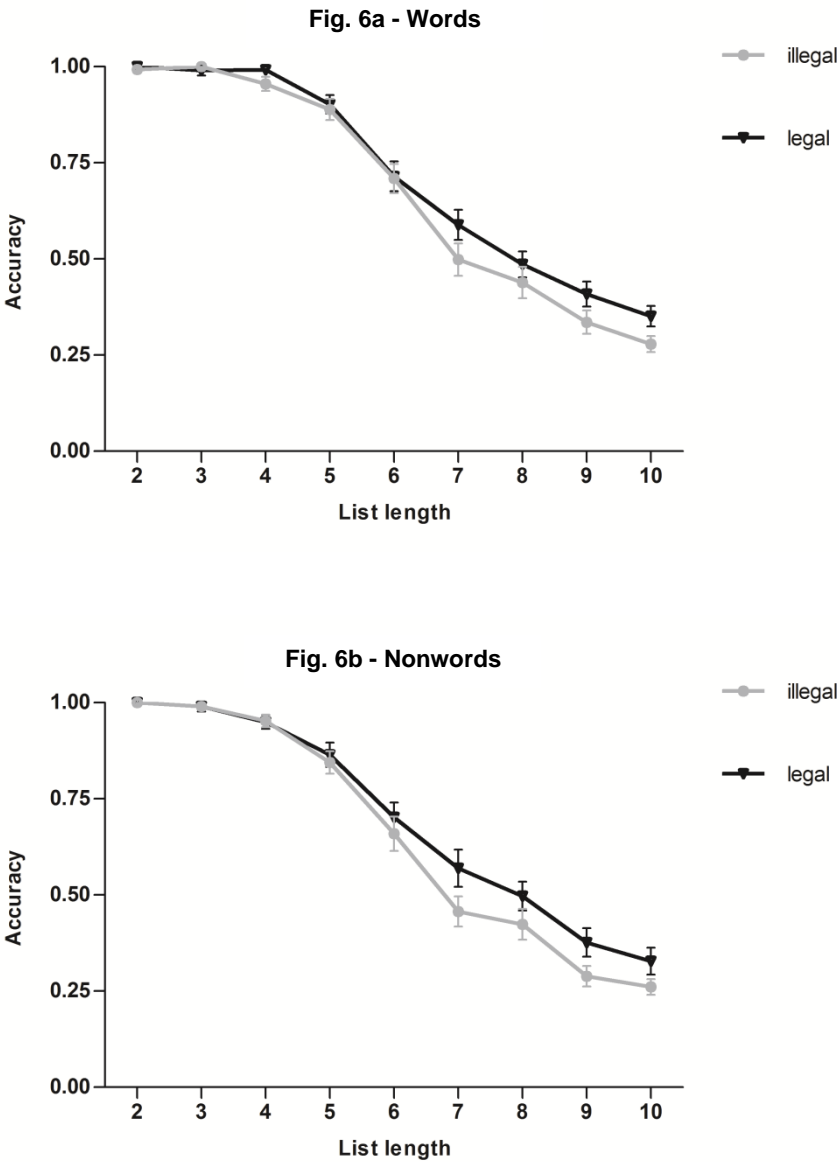 Fig. 6a - Words
illegal
legal
1.00
0.75
0.50
0.25
0.00
Accuracy
2 3 4 5 6 7 8 9 10
List length
Fig. 6b - Nonwords
illegal
legal
1.00
0.75
0.50
0.25
0.00
Accuracy
2 3 4 5 6 7 8 9 10
List length